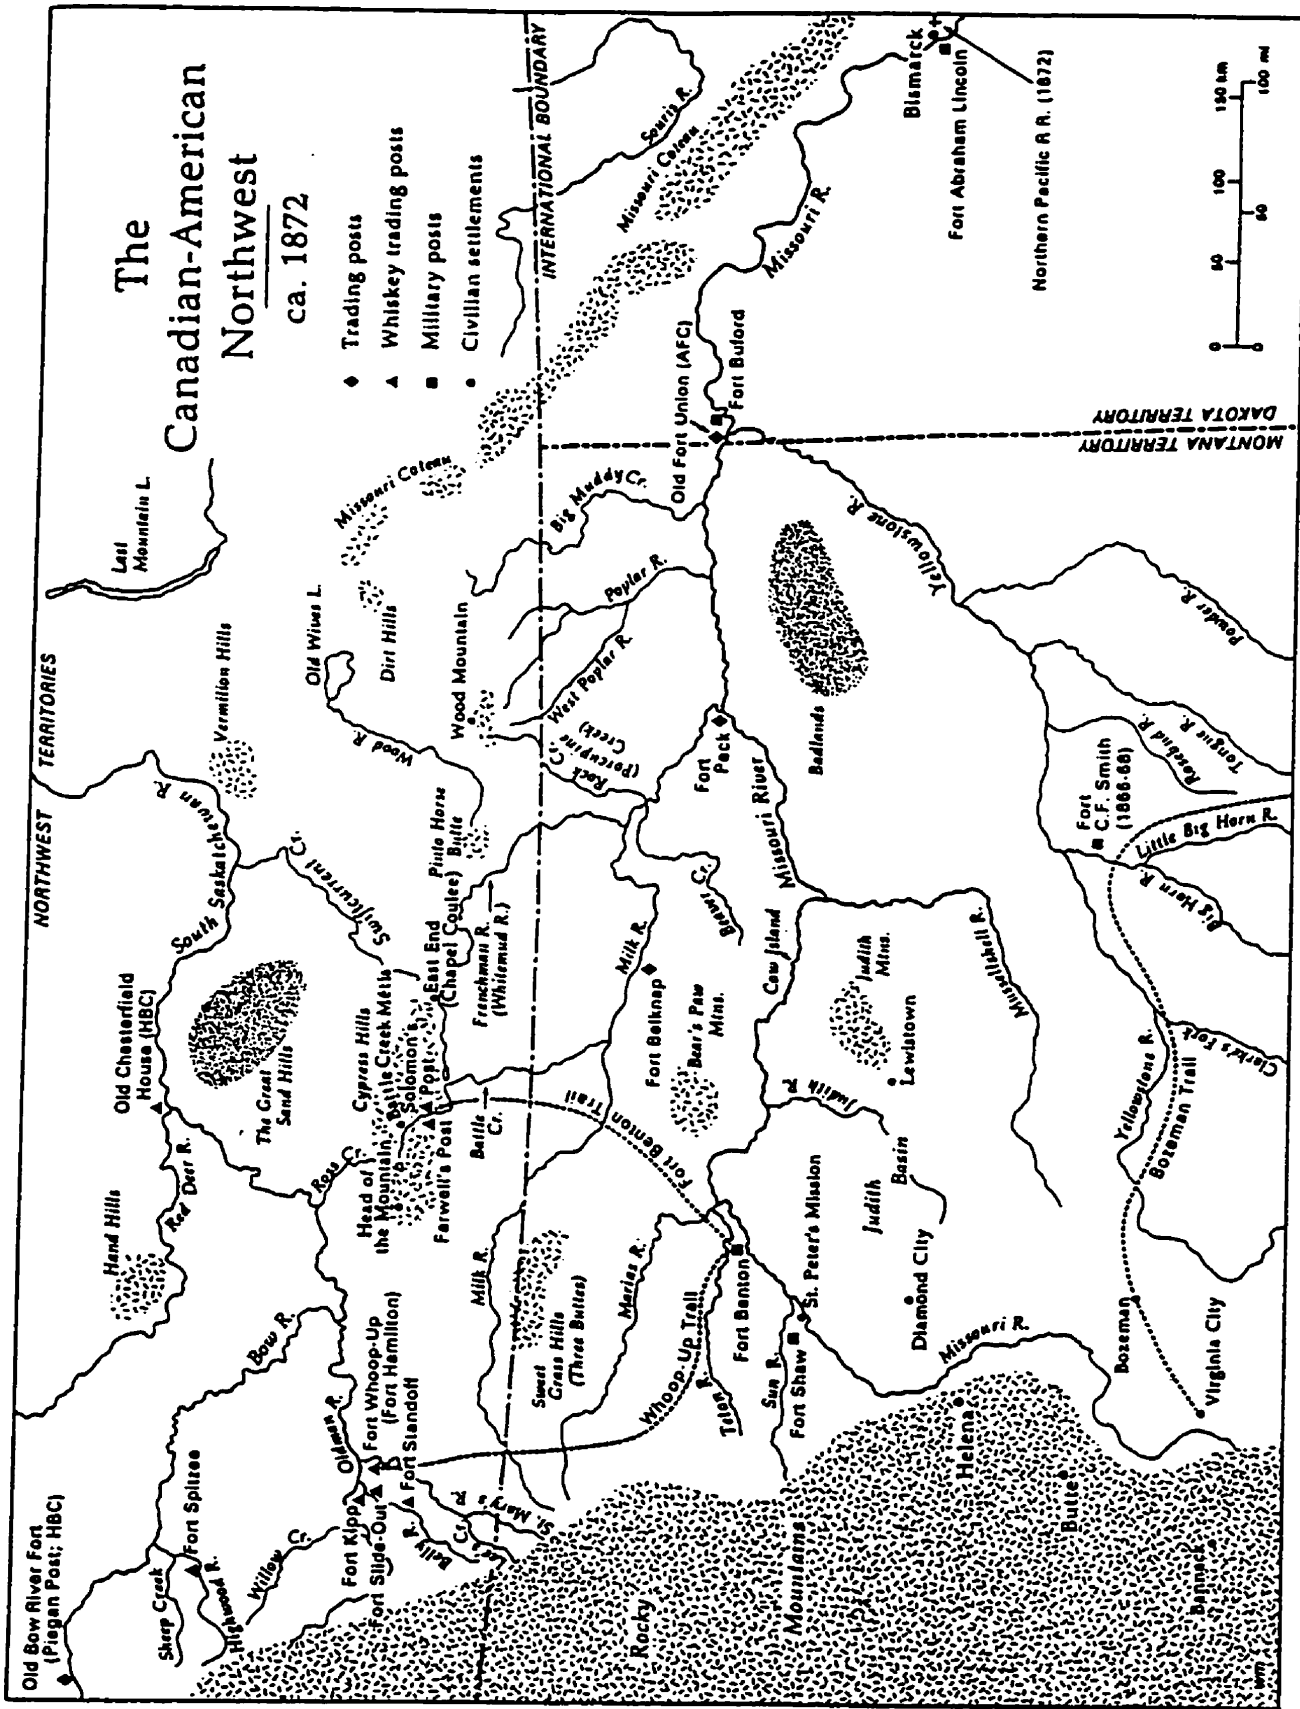 The
Canadian-American
Northwest
ca. 1872
Trading posts
Whiskey trading posts
Military posts
Civilian settlements
NORTHWEST TERRITORIES
INTERNATIONAL BOUNDARY
MONTANA TERRITORY
DAKOTA TERRITORY
Old Bow River Fort
(Piegan Post; HBC)
Sheep Creek
Fort Spitzee
Highwood R.
Willow Cr.
Bow R.
Hand Hills
Red Deer R.
Old Chesterfield
House (HBC)
The Great
Sand Hills
South Saskatchewan R.
Swiftcurrent Cr.
Vermilion Hills
Last
Mountain L.
Old Wives L.
Dirt Hills
Missouri Coteau
Wood R.
Wood Mountain
Pinto Horse
Butte
East End
(Chapel Coulee)
Frenchman R.
(Whitemud R.)
Cypress Hills
Battle Creek Metis
Solomon's
Post
Head of
the Mountain
Farwell's Post
Ross Cr.
Battle
Cr.
Oldman R.
Fort Whoop-Up
(Fort Hamilton)
Fort Standoff
Fort Kipp
Fort Slide-Out
Belly R.
Lee's Cr.
St. Mary's R.
Milk R.
Sweet
Grass Hills
(Three Buttes)
Marias R.
Whoop-Up Trail
Teton R.
Fort Benton
Fort Benton Trail
Sun R.
Fort Shaw
St. Peter's Mission
Milk R.
Fort Belknap
Bear's Paw
Mtns.
Beaver Cr.
Rock Cr.
(Porcupine
Creek)
West Poplar R.
Poplar R.
Big Muddy Cr.
Souris R.
Missouri Coteau
Missouri R.
Bismarck
Fort Abraham Lincoln
Northern Pacific R R. (1872)
Old Fort Union (AFC)
Fort Buford
Fort
Peck
Missouri River
Cow Island
Judith
Mtns.
Lewistown
Judith R.
Judith
Basin
Diamond City
Musselshell R.
Badlands
Yellowstone R.
Powder R.
Tongue R.
Rosebud R.
Fort
C.F. Smith
(1866-68)
Little Big Horn R.
Big Horn R.
Clark's Fork
Yellowstone R.
Bozeman Trail
Bozeman
Virginia City
Missouri R.
Helena
Butte
Bannack
Rocky
Mountains
0 50 100 150 km
0 50 100 mi